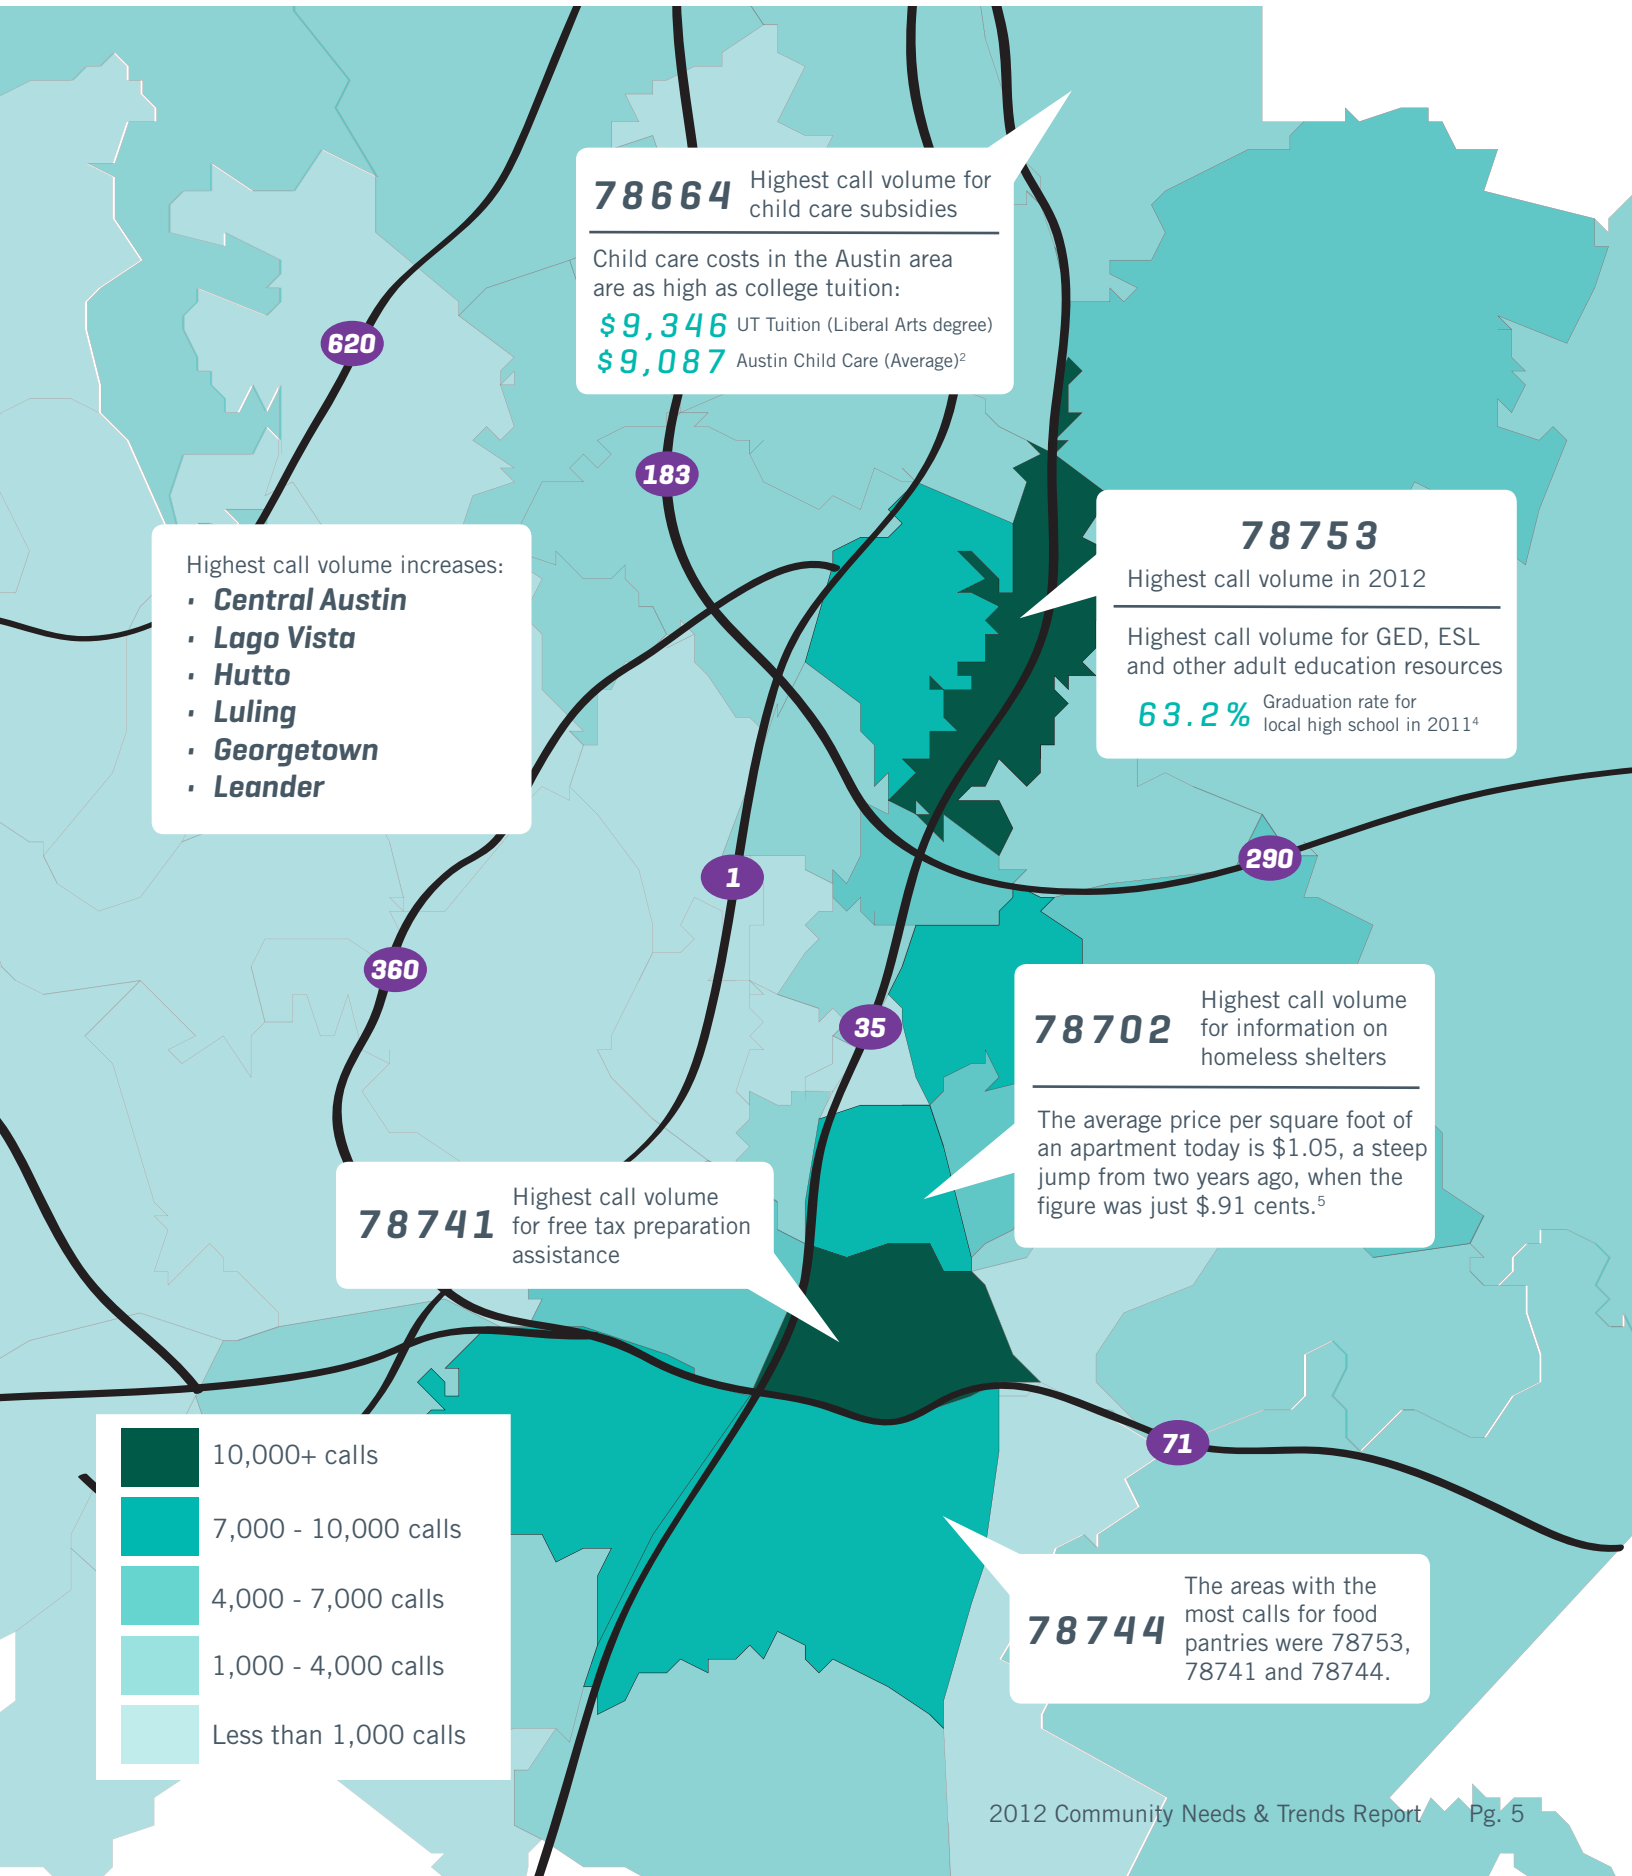 78664
Highest call volume for
child care subsidies
Child care costs in the Austin area
are as high as college tuition:
$9,346 UT Tuition (Liberal Arts degree)
$9,087 Austin Child Care (Average)2
620
183
Highest call volume increases:
· Central Austin
· Lago Vista
· Hutto
· Luling
· Georgetown
· Leander
78753
Highest call volume in 2012
Highest call volume for GED, ESL
and other adult education resources
63.2%
Graduation rate for
local high school in 20114
290
1
360
35
78702
Highest call volume
for information on
homeless shelters
The average price per square foot of
an apartment today is $1.05, a steep
jump from two years ago, when the
figure was just $.91 cents.5
78741
Highest call volume
for free tax preparation
assistance
71
10,000+ calls
7,000 - 10,000 calls
4,000 - 7,000 calls
1,000 - 4,000 calls
Less than 1,000 calls
78744
The areas with the
most calls for food
pantries were 78753,
78741 and 78744.
2012 Community Needs & Trends Report Pg. 5